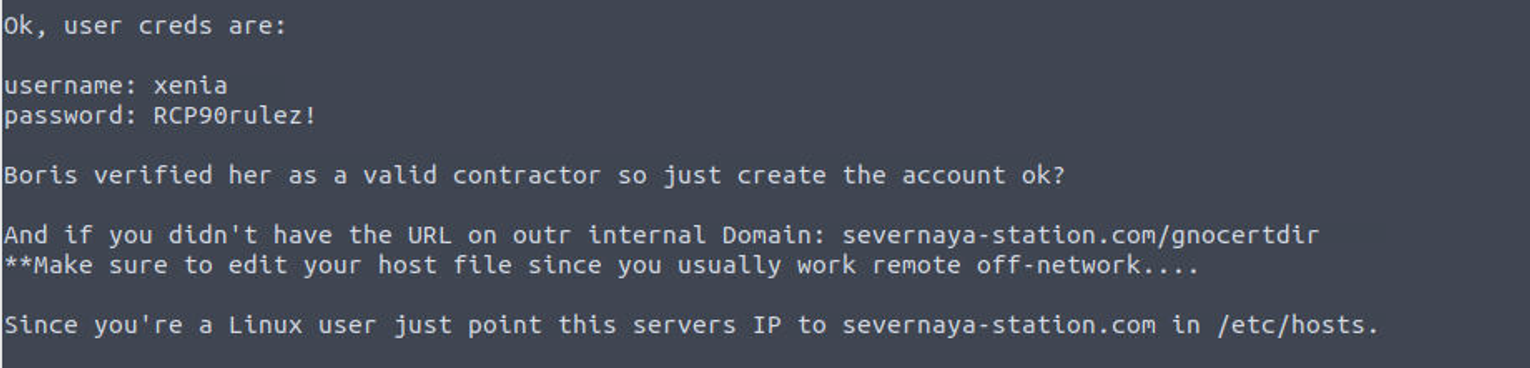 Ok, user creds are:
username: xenia
password: RCP90rulez!
Boris verified her as a valid contractor so just create the account ok?
And if you didn't have the URL on outr internal Domain: severnaya-station.com/gnocertdir
**Make sure to edit your host file since you usually work remote off-network....
Since you're a Linux user just point this servers IP to severnaya-station.com in /etc/hosts.